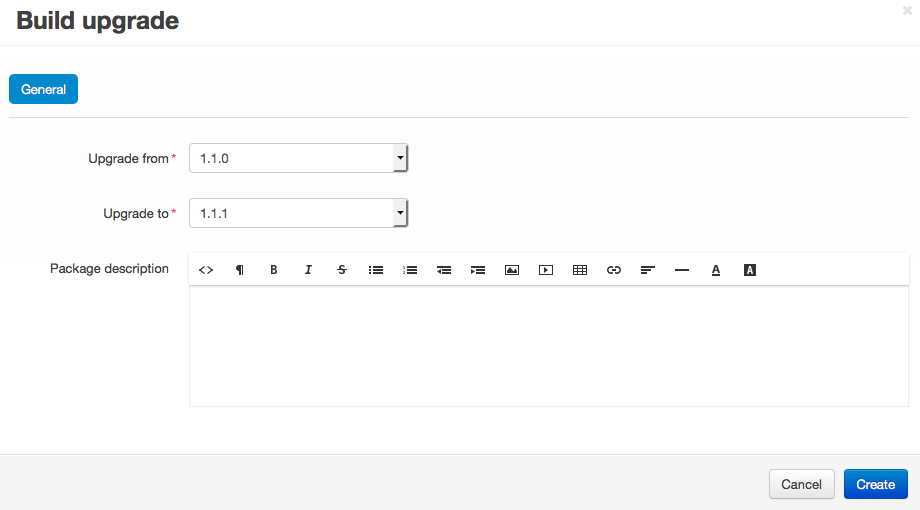 Build upgrade
×
General
Upgrade from* 1.1.0
Upgrade to* 1.1.1
Package description <> ¶ B I S A A
Cancel Create